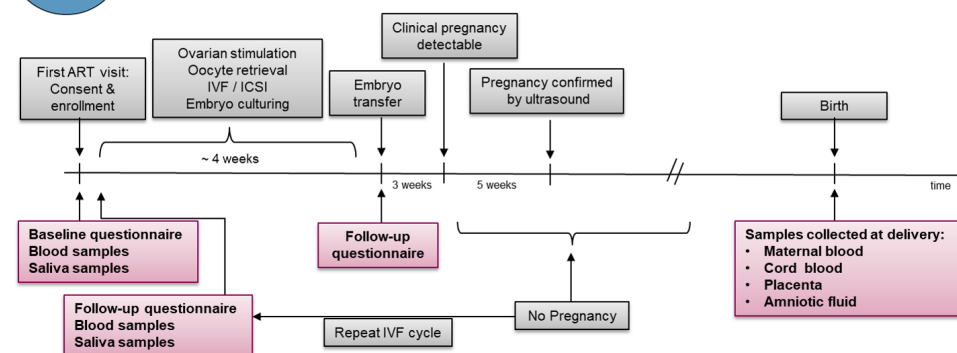 Clinical pregnancy
detectable
First ART visit:
Consent &
enrollment
Ovarian stimulation
Oocyte retrieval
IVF / ICSI
Embryo culturing
Embryo
transfer
Pregnancy confirmed
by ultrasound
Birth
~ 4 weeks
3 weeks
5 weeks
time
Baseline questionnaire
Blood samples
Saliva samples
Follow-up
questionnaire
Samples collected at delivery:
• Maternal blood
• Cord blood
• Placenta
• Amniotic fluid
Follow-up questionnaire
Blood samples
Saliva samples
Repeat IVF cycle
No Pregnancy